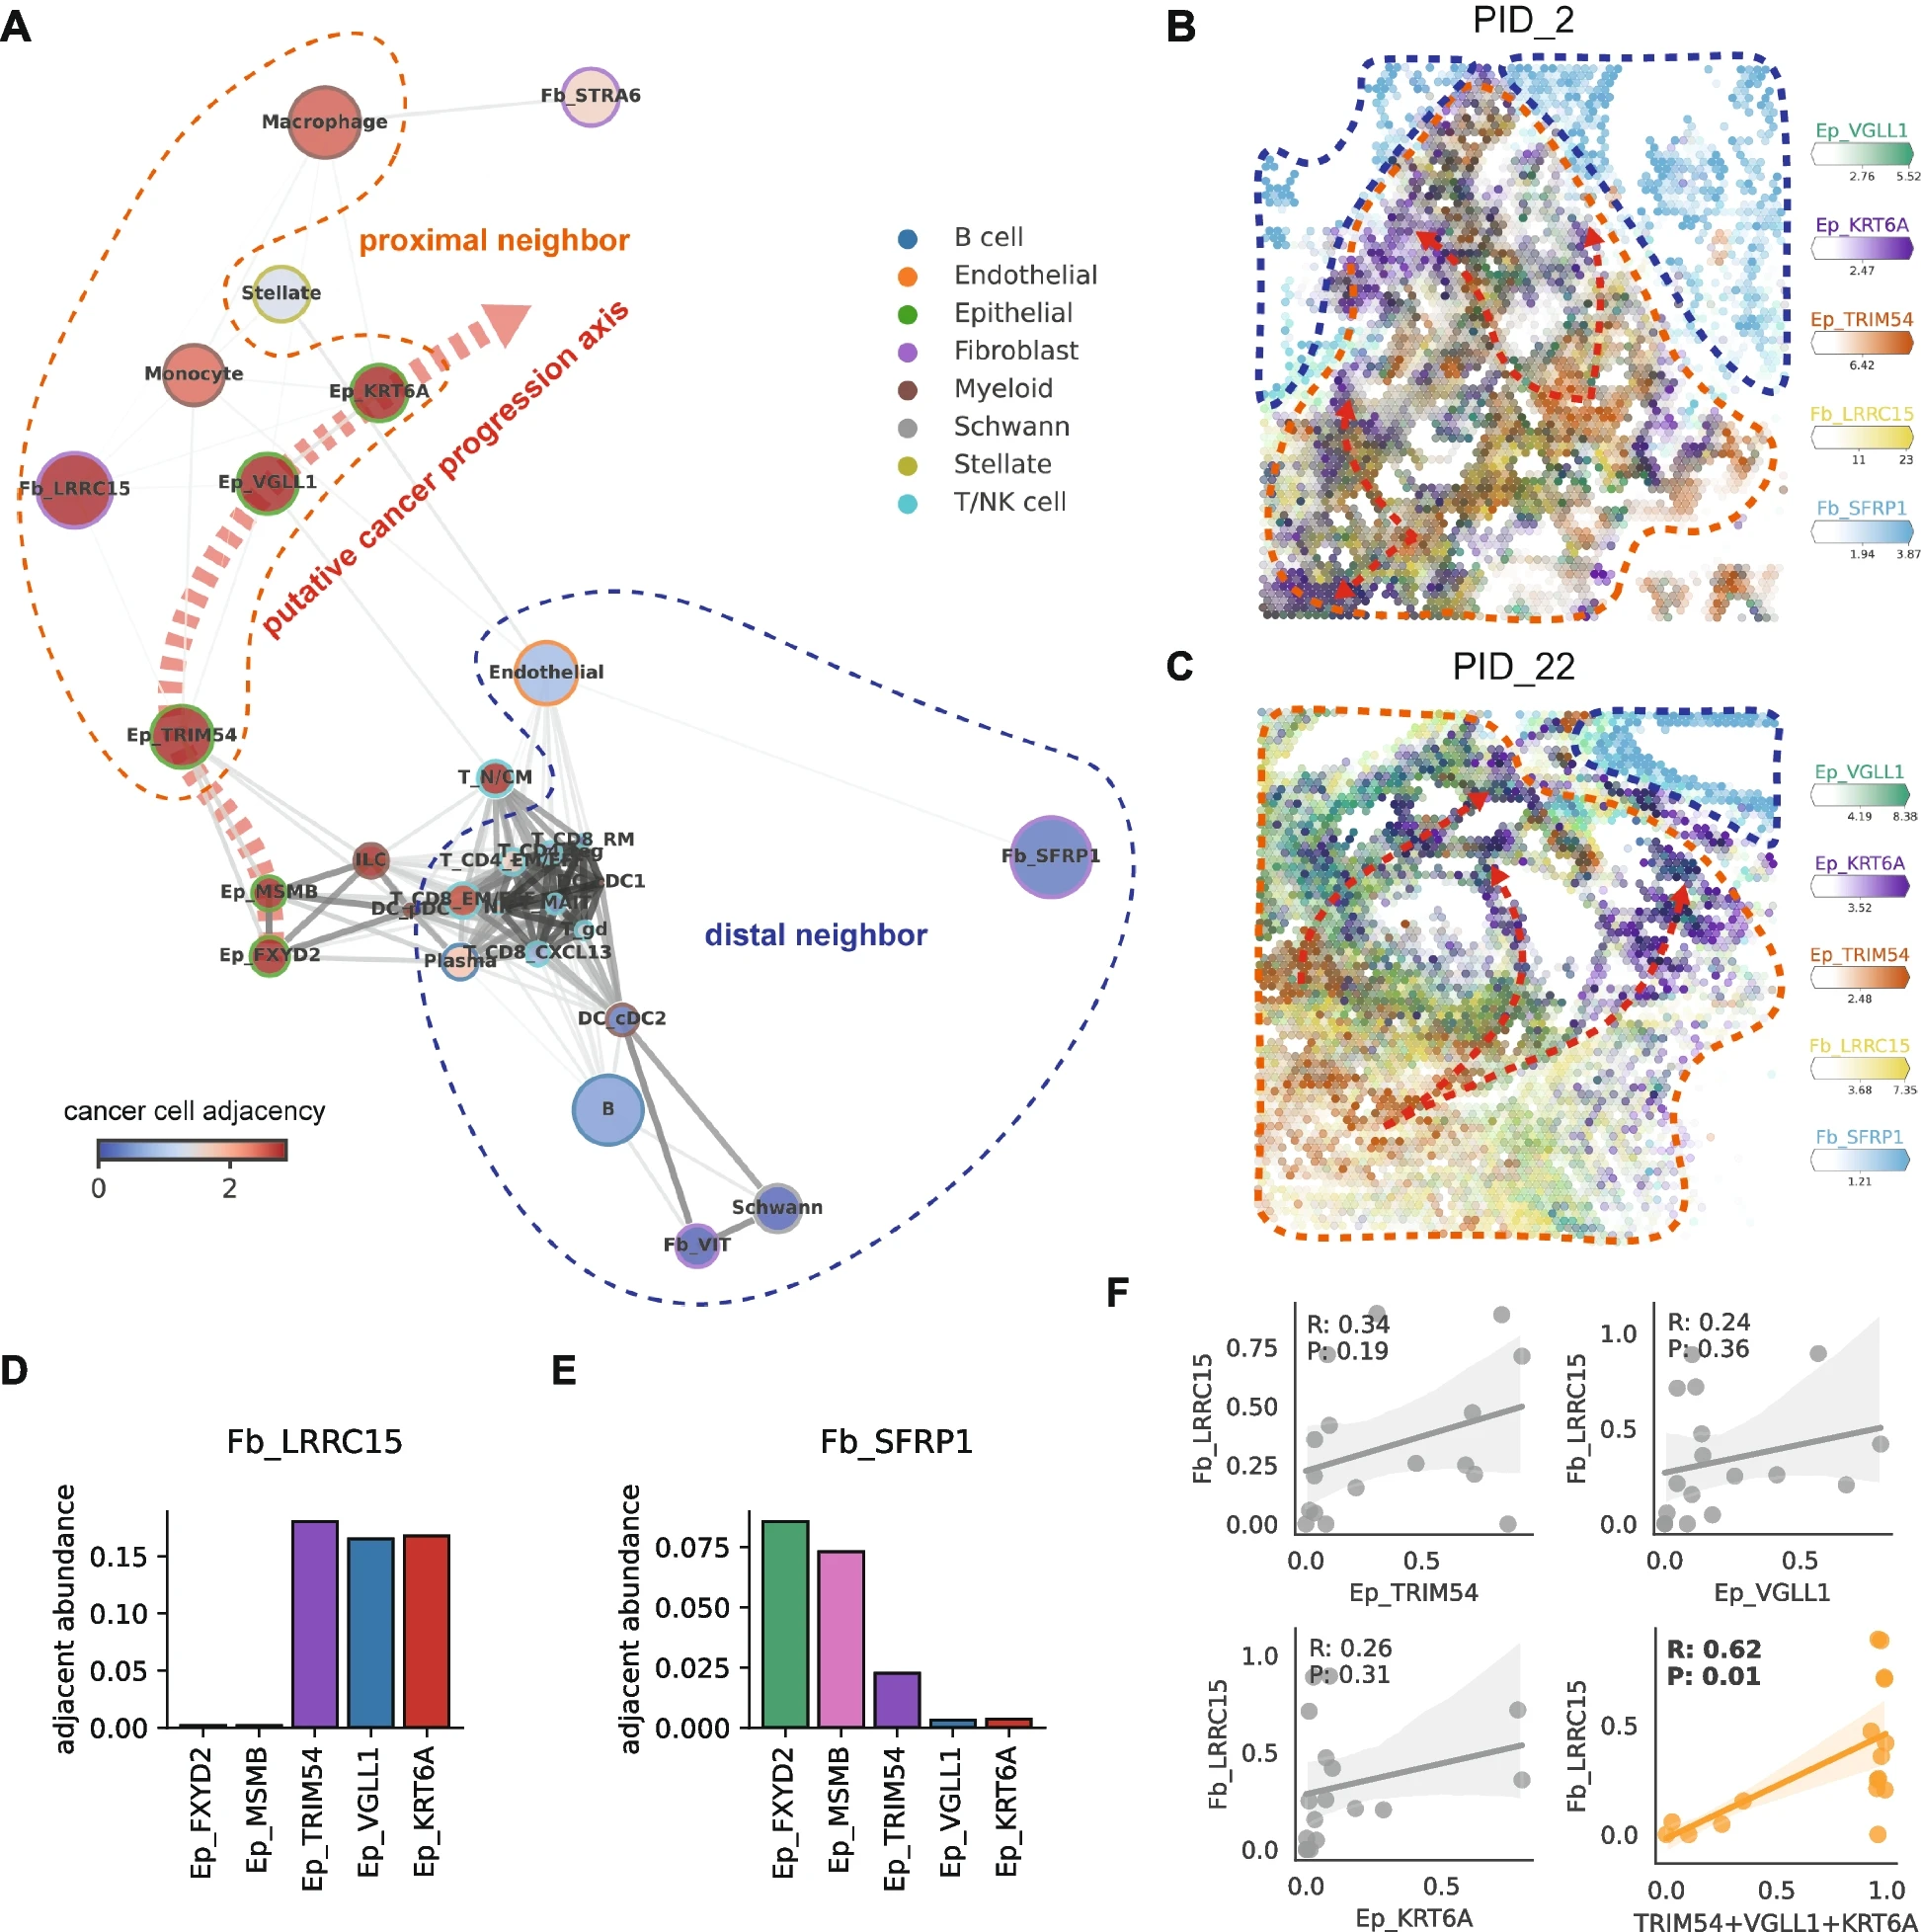 A
Macrophage
Fb_STRA6
proximal neighbor
Stellate
Monocyte
Ep_KRT6A
Fb_LRRC15
Ep_VGLL1
putative cancer progression axis
Ep_TRIM54
B cell
Endothelial
Epithelial
Fibroblast
Myeloid
Schwann
Stellate
T/NK cell
Endothelial
T_N/CM
T_CD8_RM
ILC
Ep_MSMB
Ep_FXYD2
Plasma
T_CD8_CXCL13
DC_cDC2
B
Schwann
Fb_VIT
Fb_SFRP1
distal neighbor
cancer cell adjacency
0 2
B
PID_2
Ep_VGLL1
2.76 5.52
Ep_KRT6A
2.47
Ep_TRIM54
6.42
Fb_LRRC15
11 23
Fb_SFRP1
1.94 3.87
C
PID_22
Ep_VGLL1
4.19 8.38
Ep_KRT6A
3.52
Ep_TRIM54
2.48
Fb_LRRC15
3.68 7.35
Fb_SFRP1
1.21
D
Fb_LRRC15
adjacent abundance
0.15
0.10
0.05
0.00
Ep_FXYD2
Ep_MSMB
Ep_TRIM54
Ep_VGLL1
Ep_KRT6A
E
Fb_SFRP1
adjacent abundance
0.075
0.050
0.025
0.000
Ep_FXYD2
Ep_MSMB
Ep_TRIM54
Ep_VGLL1
Ep_KRT6A
F
R: 0.34
P: 0.19
Fb_LRRC15
0.75
0.50
0.25
0.00
0.0 0.5
Ep_TRIM54
R: 0.24
P: 0.36
Fb_LRRC15
1.0
0.5
0.0
0.0 0.5
Ep_VGLL1
R: 0.26
P: 0.31
Fb_LRRC15
1.0
0.5
0.0
0.0 0.5
Ep_KRT6A
R: 0.62
P: 0.01
Fb_LRRC15
0.5
0.0
0.0 0.5 1.0
TRIM54+VGLL1+KRT6A